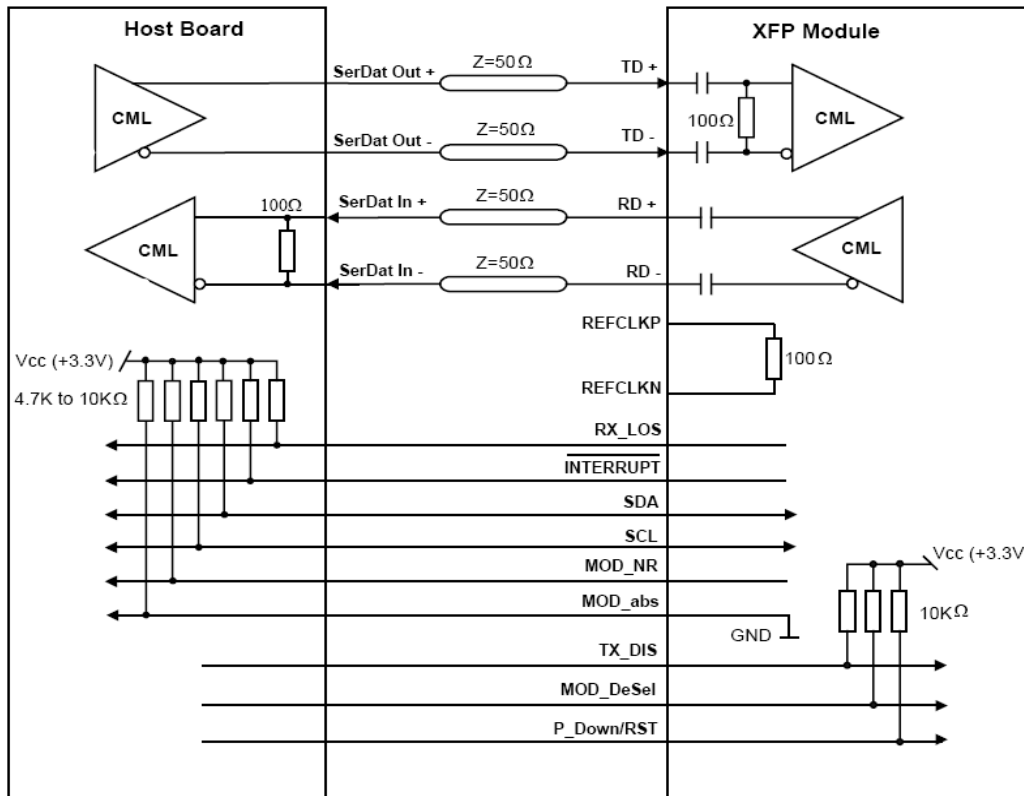 Host Board
XFP Module
SerDat Out +
Z=50Ω
TD +
CML
100Ω
CML
SerDat Out -
Z=50Ω
TD -
100Ω
SerDat In +
Z=50Ω
RD +
CML
CML
SerDat In -
Z=50Ω
RD -
REFCLKP
100Ω
REFCLKN
Vcc (+3.3V)
4.7K to 10KΩ
RX_LOS
INTERRUPT
SDA
SCL
MOD_NR
MOD_abs
Vcc (+3.3V
10KΩ
GND
TX_DIS
MOD_DeSel
P_Down/RST